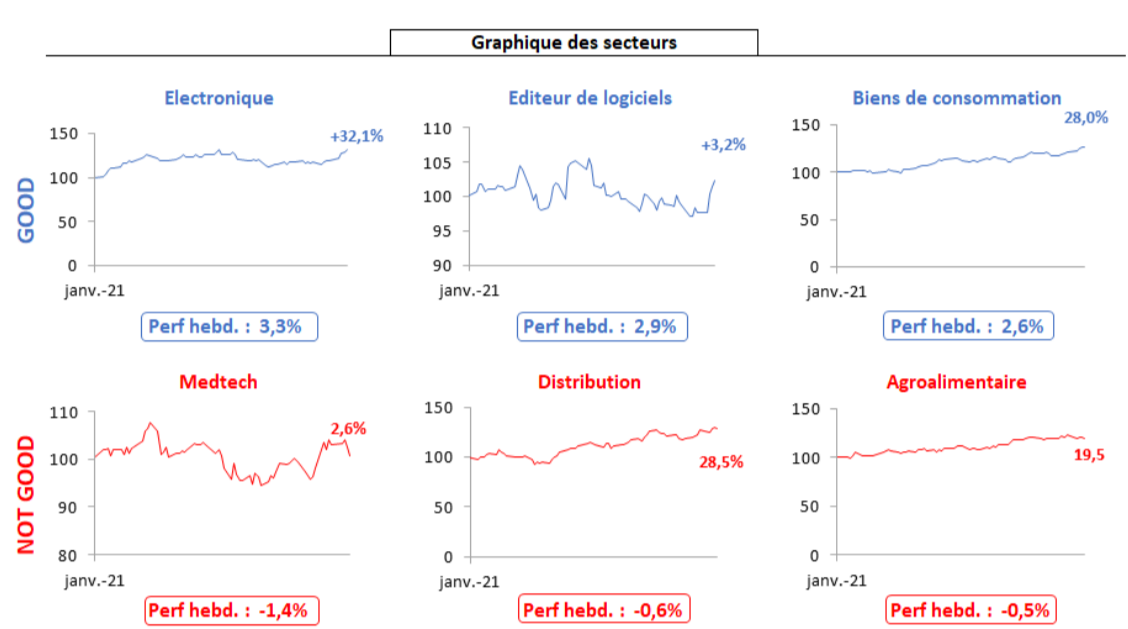 Graphique des secteurs
GOOD
Electronique
150
100
50
0
+32,1%
janv.-21
Perf hebd. : 3,3%
Editeur de logiciels
110
105
100
95
90
+3,2%
janv.-21
Perf hebd. : 2,9%
Biens de consommation
150
100
50
0
28,0%
janv.-21
Perf hebd. : 2,6%
NOT GOOD
Medtech
110
100
90
80
2,6%
janv.-21
Perf hebd. : -1,4%
Distribution
150
100
50
0
28,5%
janv.-21
Perf hebd. : -0,6%
Agroalimentaire
150
100
50
0
19,5
janv.-21
Perf hebd. : -0,5%